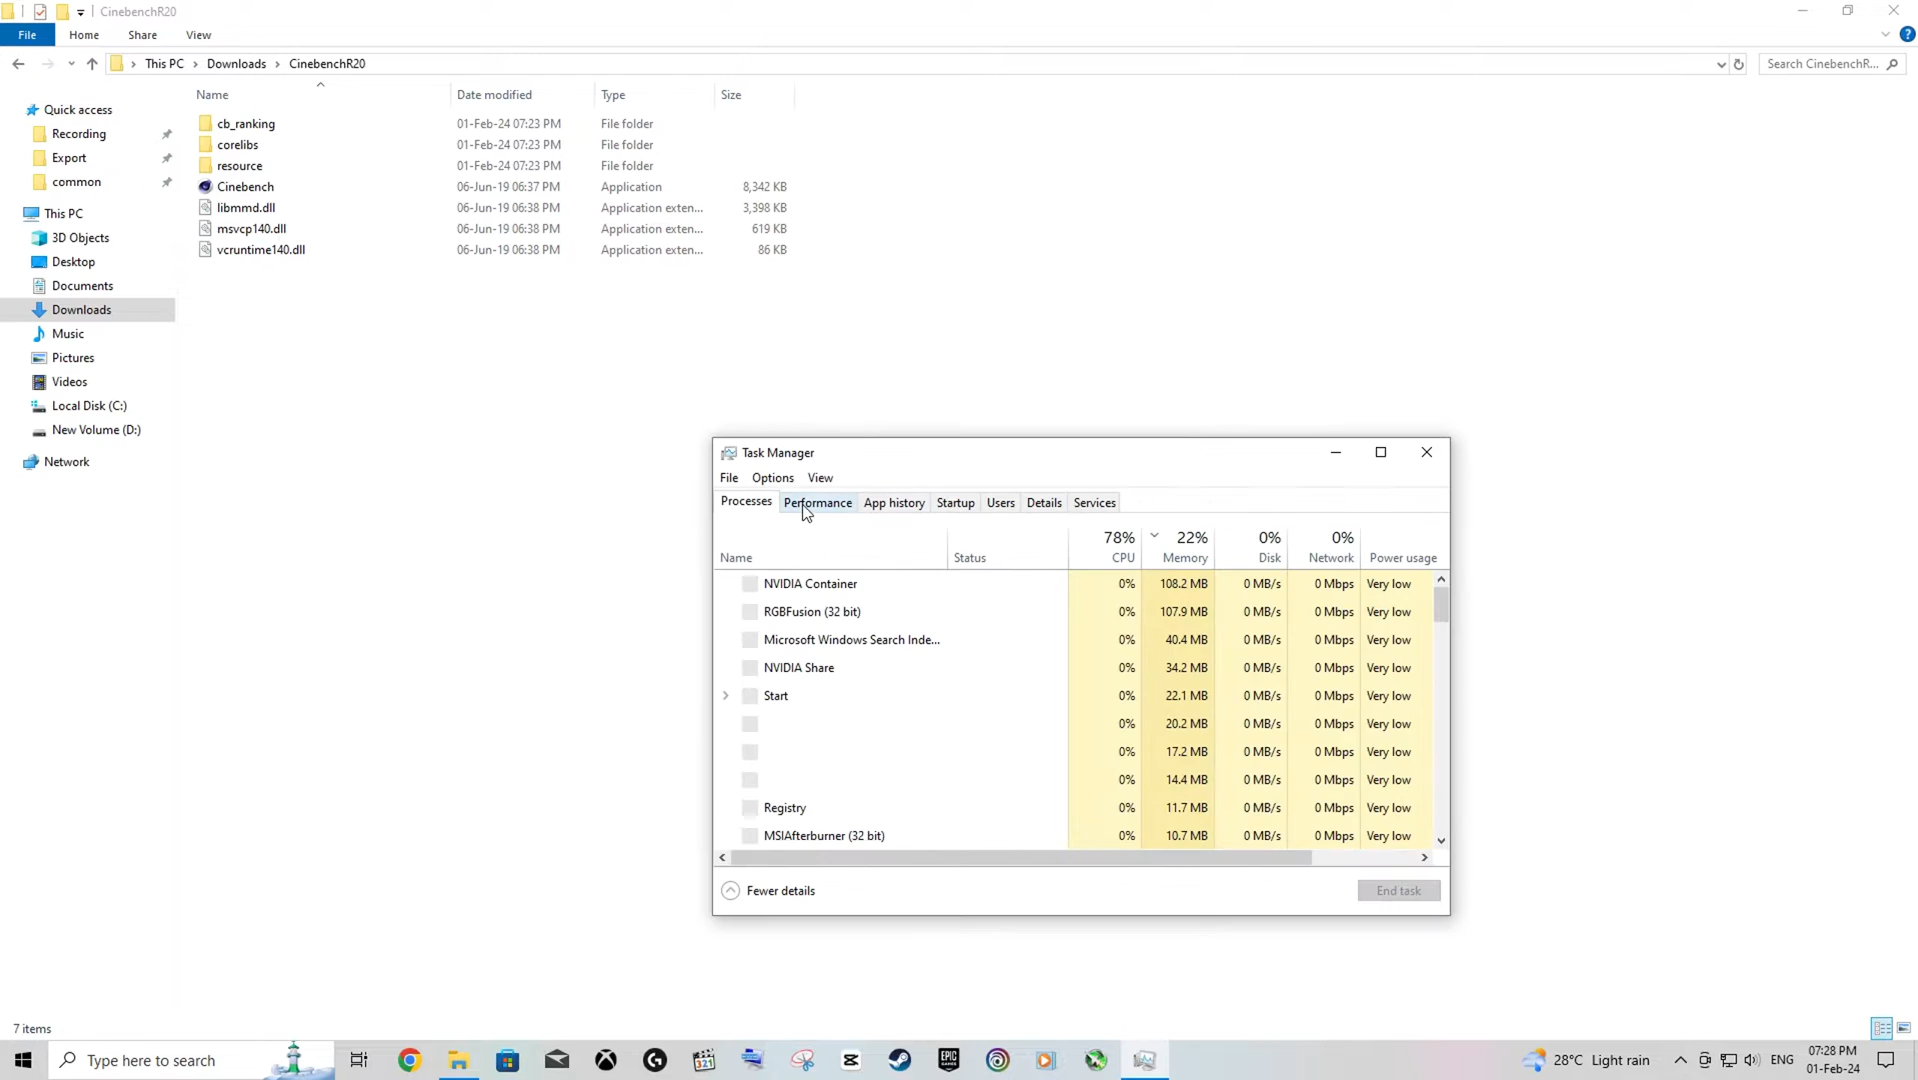 CinebenchR20
File Home Share View
This PC Downloads CinebenchR20
Search CinebenchR...
Name Date modified Type Size
cb_ranking 01-Feb-24 07:23 PM File folder
corelibs 01-Feb-24 07:23 PM File folder
resource 01-Feb-24 07:23 PM File folder
Cinebench 06-Jun-19 06:37 PM Application 8,342 KB
libmmd.dll 06-Jun-19 06:38 PM Application exten... 3,398 KB
msvcp140.dll 06-Jun-19 06:38 PM Application exten... 619 KB
vcruntime140.dll 06-Jun-19 06:38 PM Application exten... 86 KB
Quick access
Recording
Export
common
This PC
3D Objects
Desktop
Documents
Downloads
Music
Pictures
Videos
Local Disk (C:)
New Volume (D:)
Network
Task Manager
File Options View
Processes Performance App history Startup Users Details Services
78% 22% 0% 0%
Name Status CPU Memory Disk Network Power usage
NVIDIA Container 0% 108.2 MB 0 MB/s 0 Mbps Very low
RGBFusion (32 bit) 0% 107.9 MB 0 MB/s 0 Mbps Very low
Microsoft Windows Search Inde... 0% 40.4 MB 0 MB/s 0 Mbps Very low
NVIDIA Share 0% 34.2 MB 0 MB/s 0 Mbps Very low
Start 0% 22.1 MB 0 MB/s 0 Mbps Very low
0% 20.2 MB 0 MB/s 0 Mbps Very low
0% 17.2 MB 0 MB/s 0 Mbps Very low
0% 14.4 MB 0 MB/s 0 Mbps Very low
Registry 0% 11.7 MB 0 MB/s 0 Mbps Very low
MSIAfterburner (32 bit) 0% 10.7 MB 0 MB/s 0 Mbps Very low
Fewer details End task
7 items
Type here to search
321
EPIC GAMES
28°C Light rain
ENG
07:28 PM
01-Feb-24